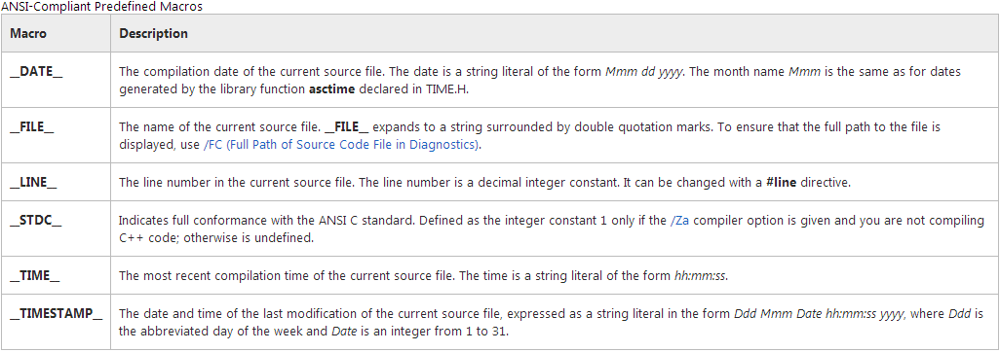 ANSI-Compliant Predefined Macros
Macro Description
__DATE__ The compilation date of the current source file. The date is a string literal of the form Mmm dd yyyy. The month name Mmm is the same as for dates
generated by the library function asctime declared in TIME.H.
__FILE__ The name of the current source file. __FILE__ expands to a string surrounded by double quotation marks. To ensure that the full path to the file is
displayed, use /FC (Full Path of Source Code File in Diagnostics).
__LINE__ The line number in the current source file. The line number is a decimal integer constant. It can be changed with a #line directive.
__STDC__ Indicates full conformance with the ANSI C standard. Defined as the integer constant 1 only if the /Za compiler option is given and you are not compiling
C++ code; otherwise is undefined.
__TIME__ The most recent compilation time of the current source file. The time is a string literal of the form hh:mm:ss.
__TIMESTAMP__ The date and time of the last modification of the current source file, expressed as a string literal in the form Ddd Mmm Date hh:mm:ss yyyy, where Ddd is
the abbreviated day of the week and Date is an integer from 1 to 31.